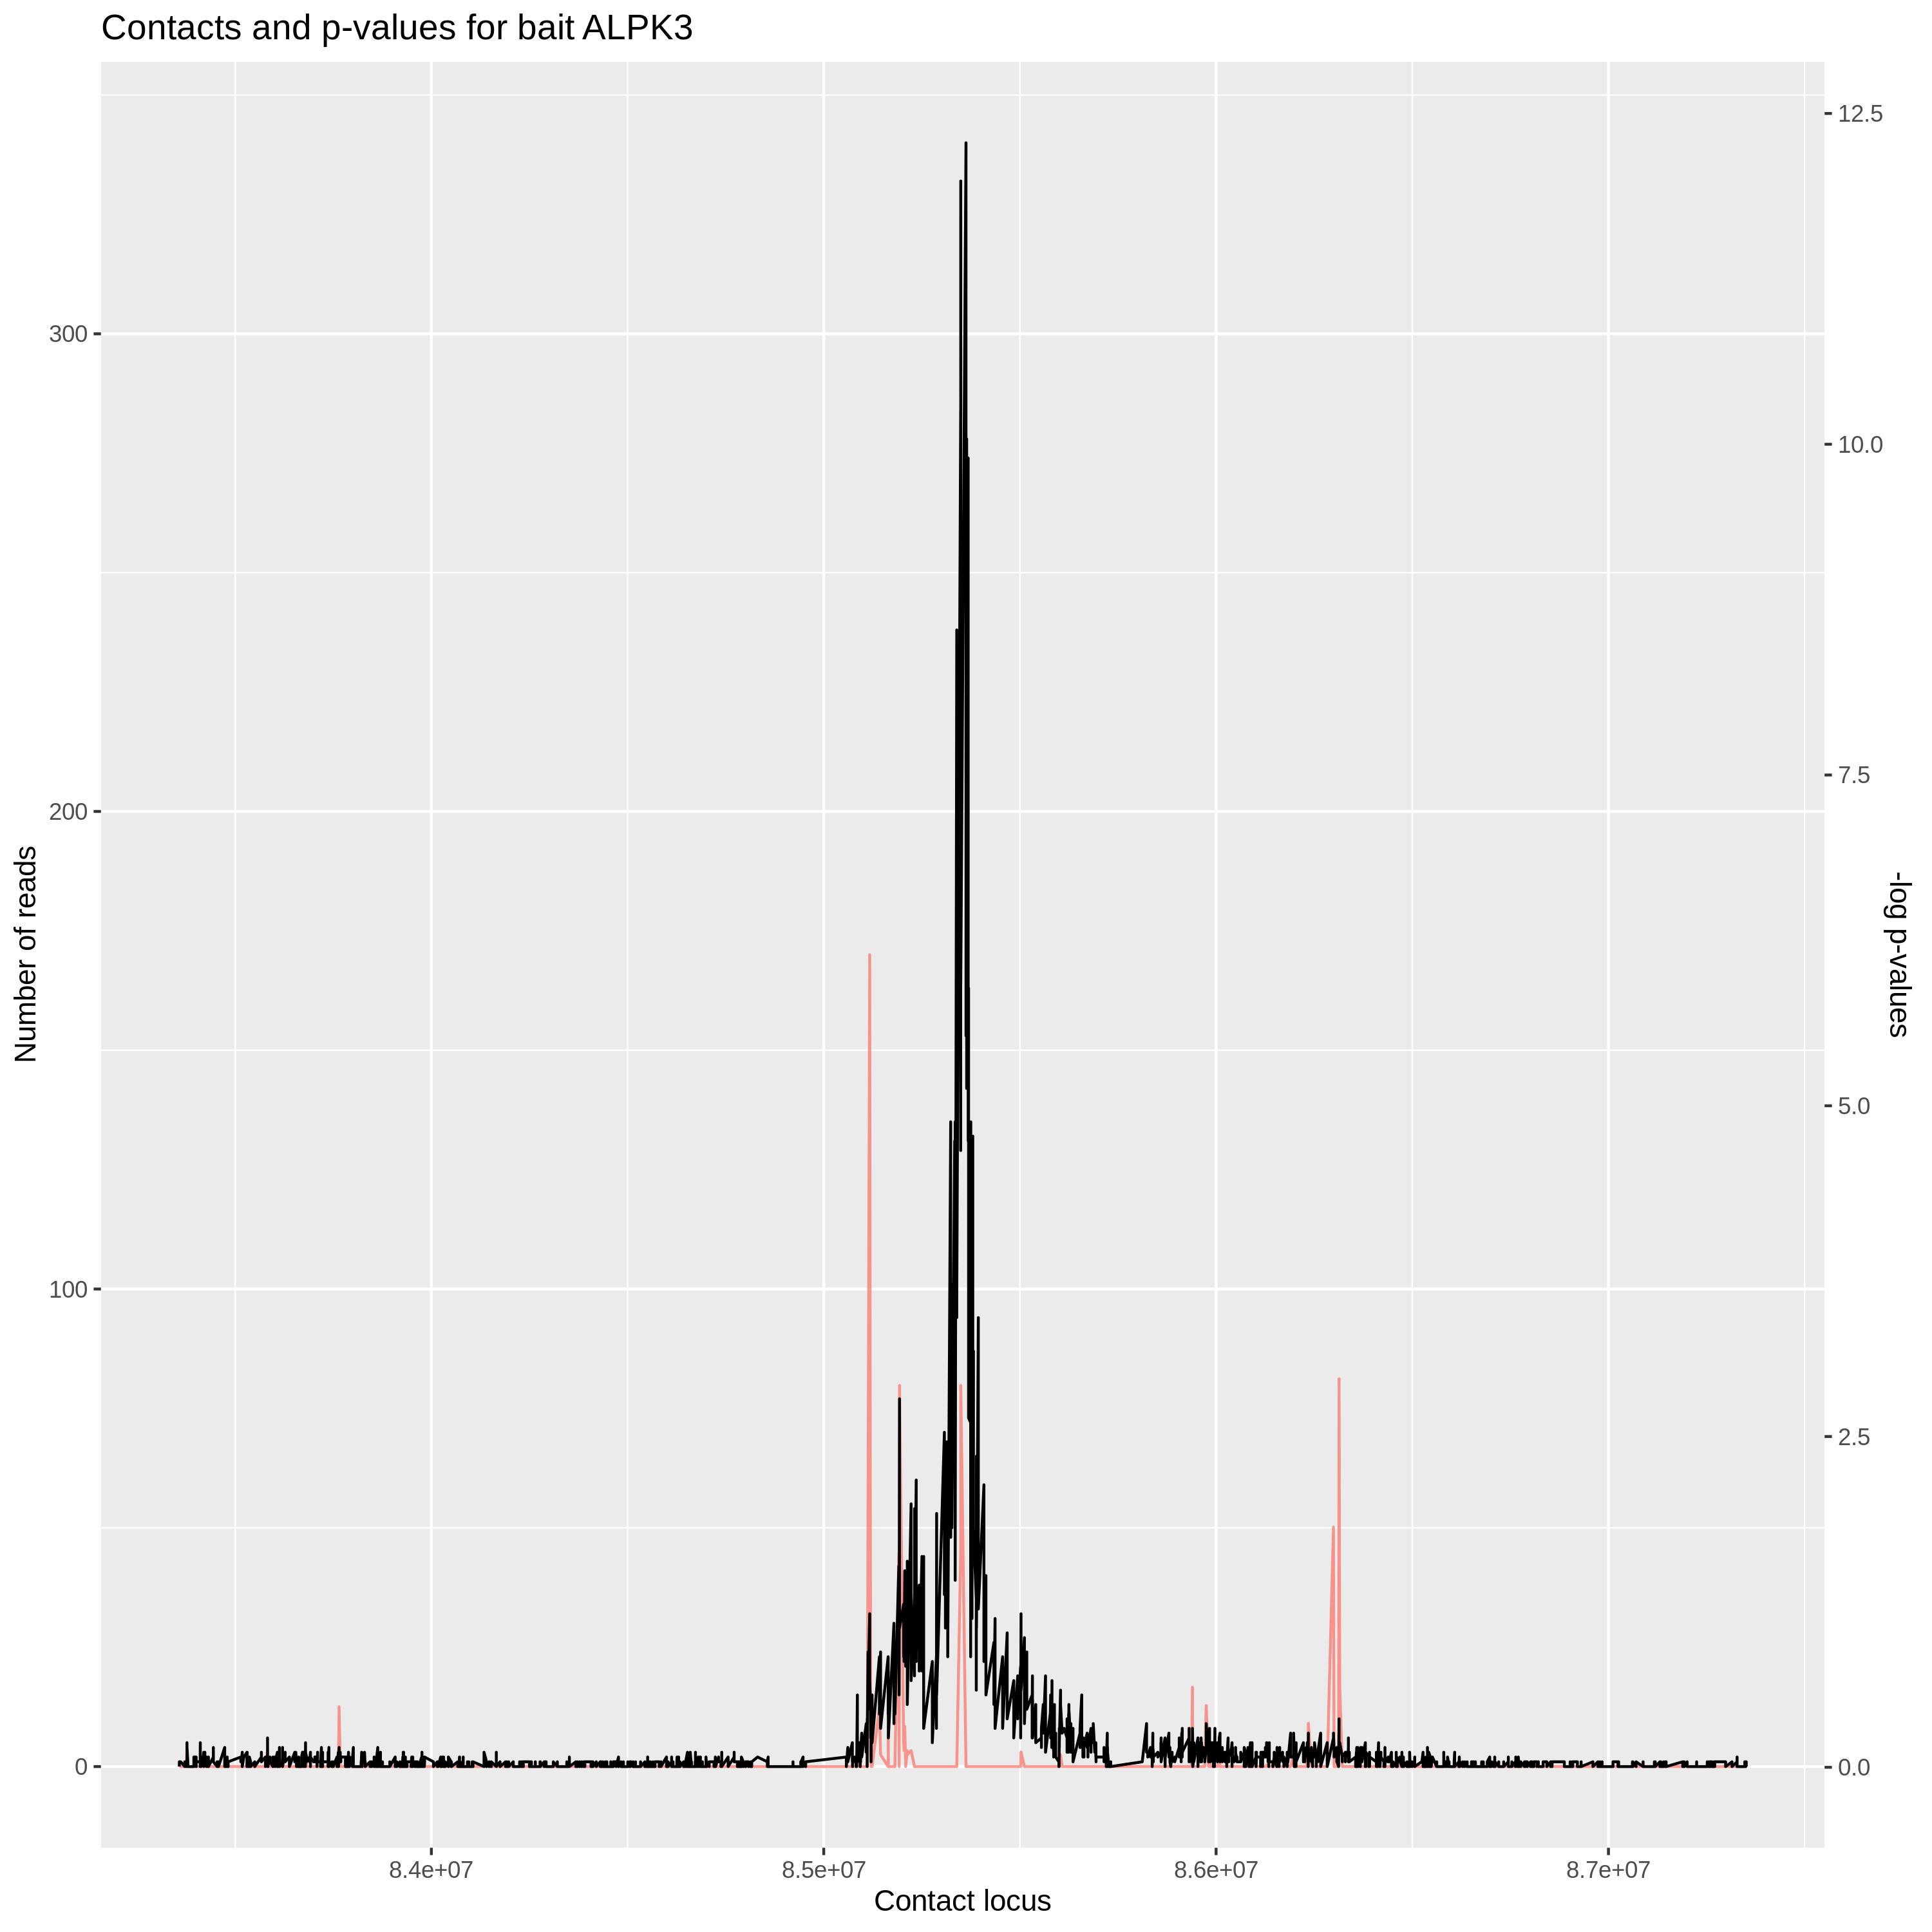 Contacts and p-values for bait ALPK3
Number of reads
300
200
100
0
12.5
10.0
7.5
5.0
2.5
0.0
-log p-values
8.4e+07
8.5e+07
8.6e+07
8.7e+07
Contact locus